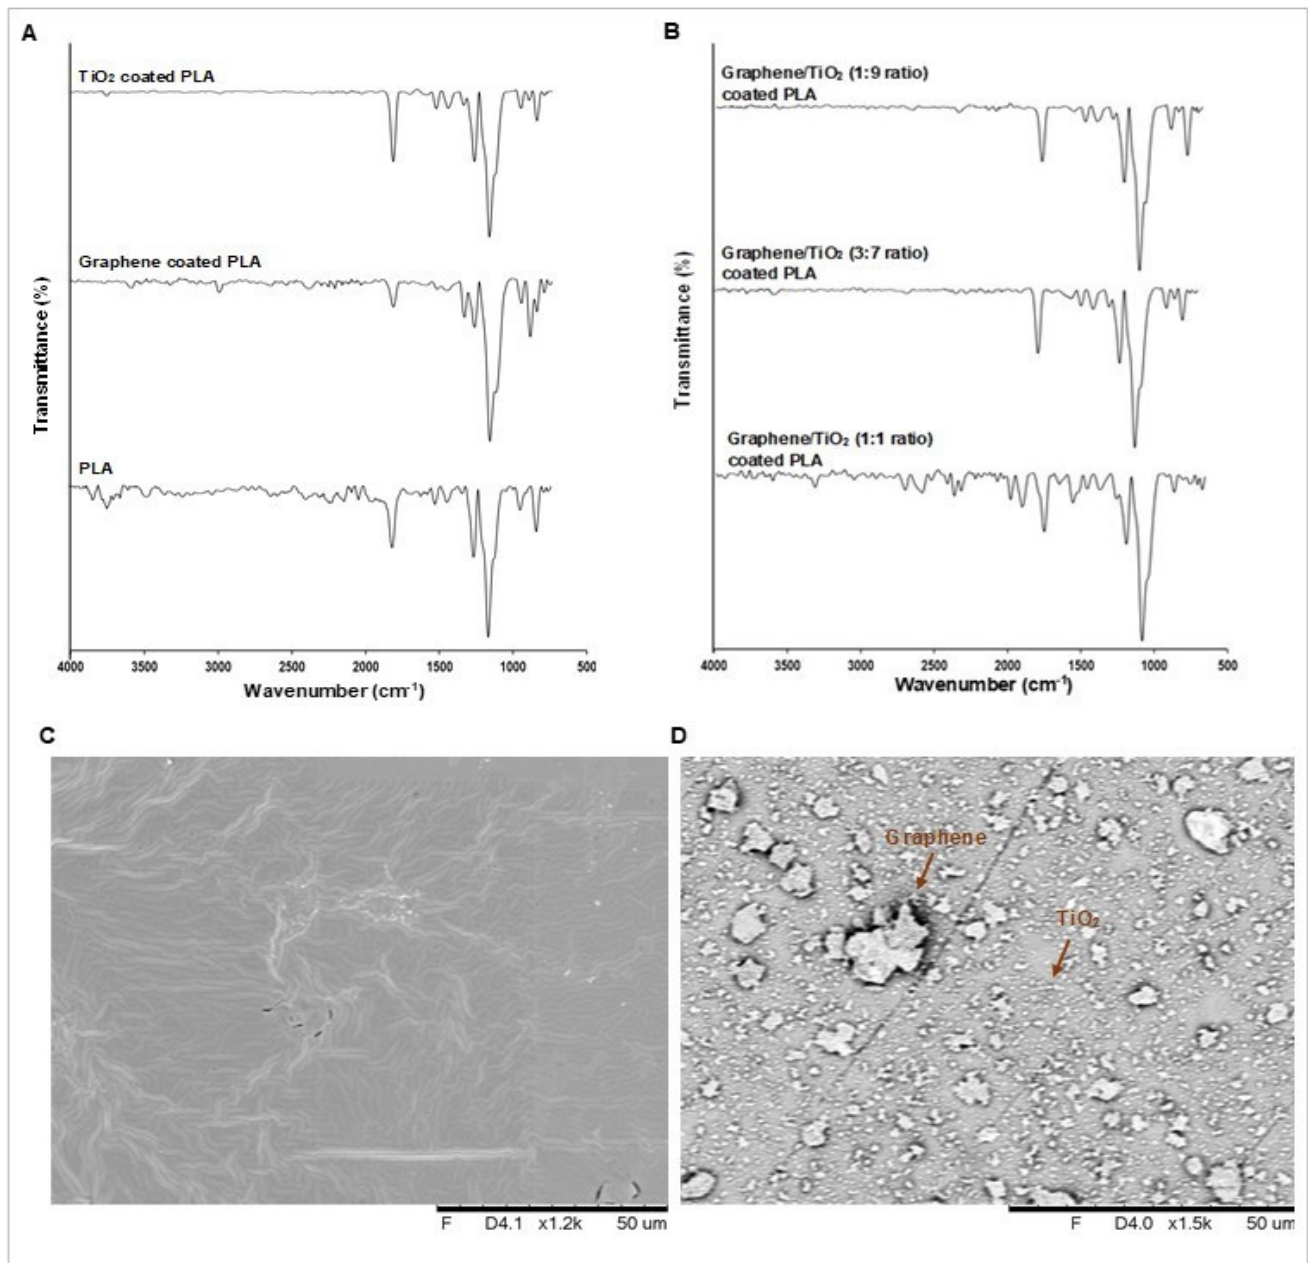 A
TiO₂ coated PLA
Graphene coated PLA
PLA
Transmittance (%)
4000 3500 3000 2500 2000 1500 1000 500
Wavenumber (cm⁻¹)
B
Graphene/TiO₂ (1:9 ratio)
coated PLA
Graphene/TiO₂ (3:7 ratio)
coated PLA
Graphene/TiO₂ (1:1 ratio)
coated PLA
Transmittance (%)
4000 3500 3000 2500 2000 1500 1000 500
Wavenumber (cm⁻¹)
C
F D4.1 x1.2k 50 um
D
Graphene
TiO₂
F D4.0 x1.5k 50 um